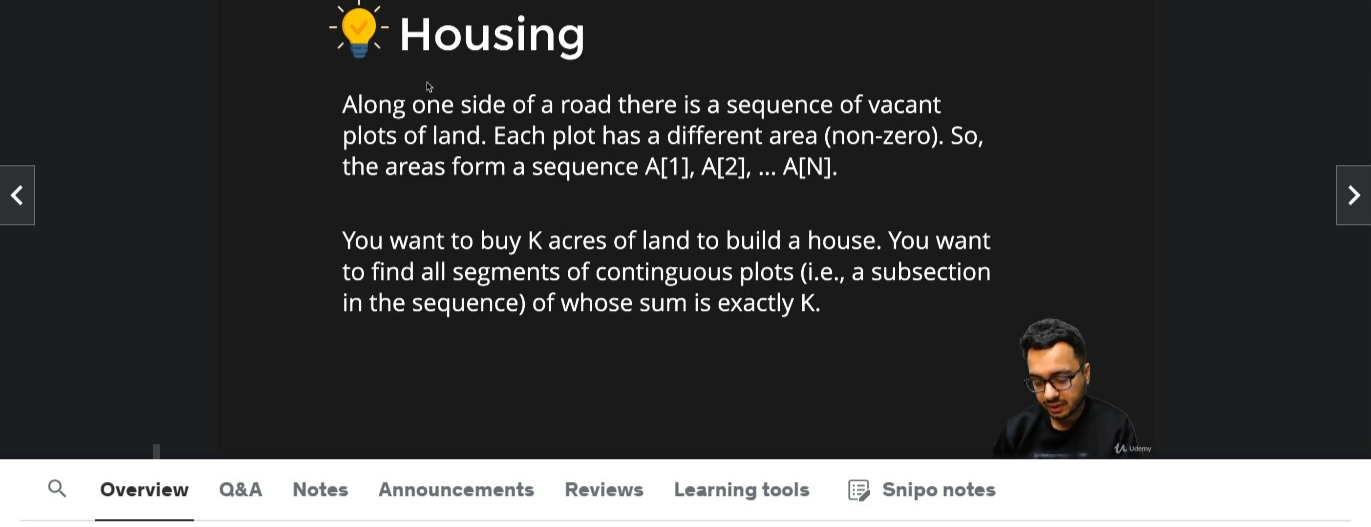 Housing
Along one side of a road there is a sequence of vacant
plots of land. Each plot has a different area (non-zero). So,
the areas form a sequence A[1], A[2], ... A[N].
You want to buy K acres of land to build a house. You want
to find all segments of continguous plots (i.e., a subsection
in the sequence) of whose sum is exactly K.
Udemy
Overview Q&A Notes Announcements Reviews Learning tools Snipo notes